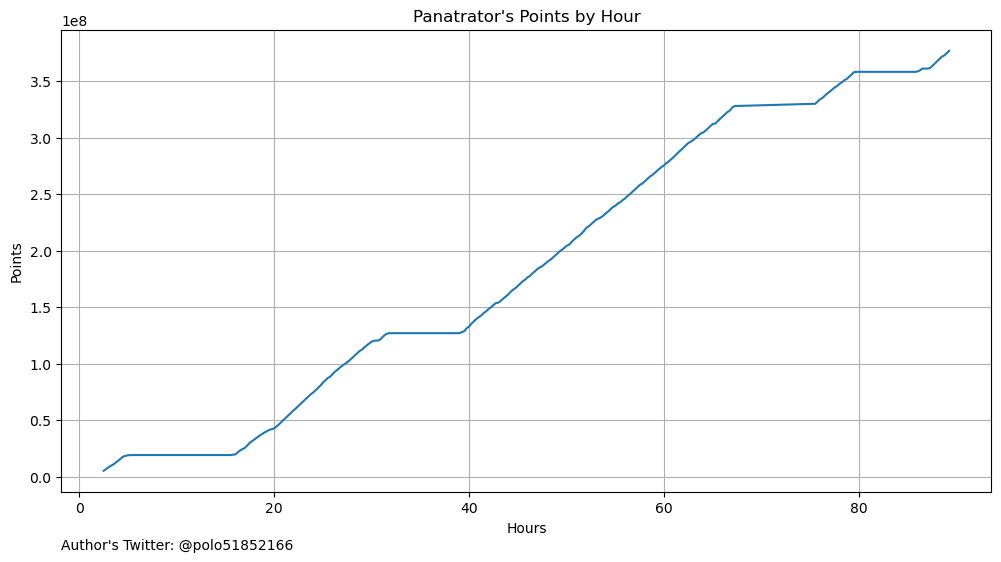 Panatrator's Points by Hour
1e8
3.5
3.0
2.5
2.0
1.5
1.0
0.5
0.0
Points
0 20 40 60 80
Hours
Author's Twitter: @polo51852166